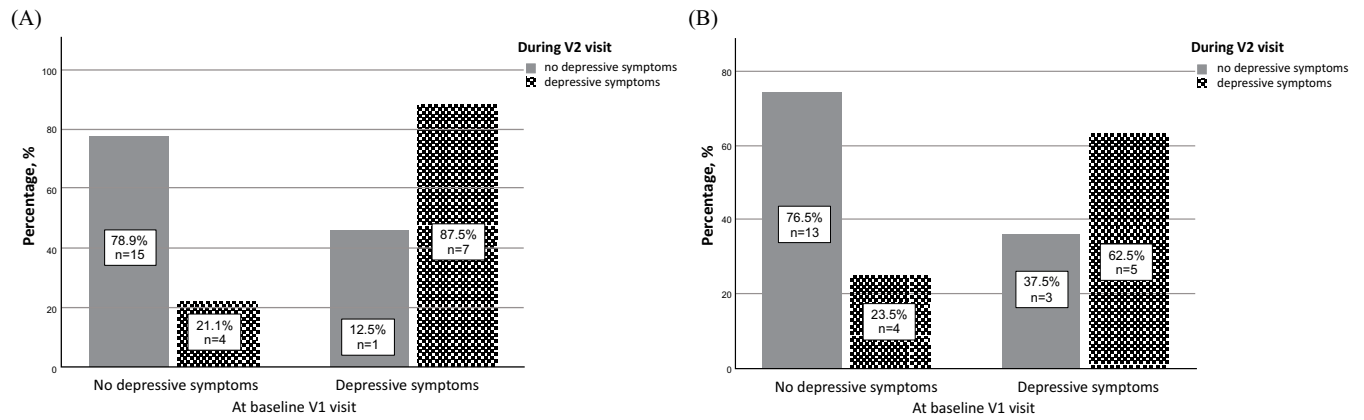 (A)
During V2 visit
no depressive symptoms
depressive symptoms
Percentage, %
100
80
60
40
20
0
78.9%
n=15
21.1%
n=4
12.5%
n=1
87.5%
n=7
No depressive symptoms
Depressive symptoms
At baseline V1 visit
(B)
During V2 visit
no depressive symptoms
depressive symptoms
Percentage, %
80
60
40
20
0
76.5%
n=13
23.5%
n=4
37.5%
n=3
62.5%
n=5
No depressive symptoms
Depressive symptoms
At baseline V1 visit